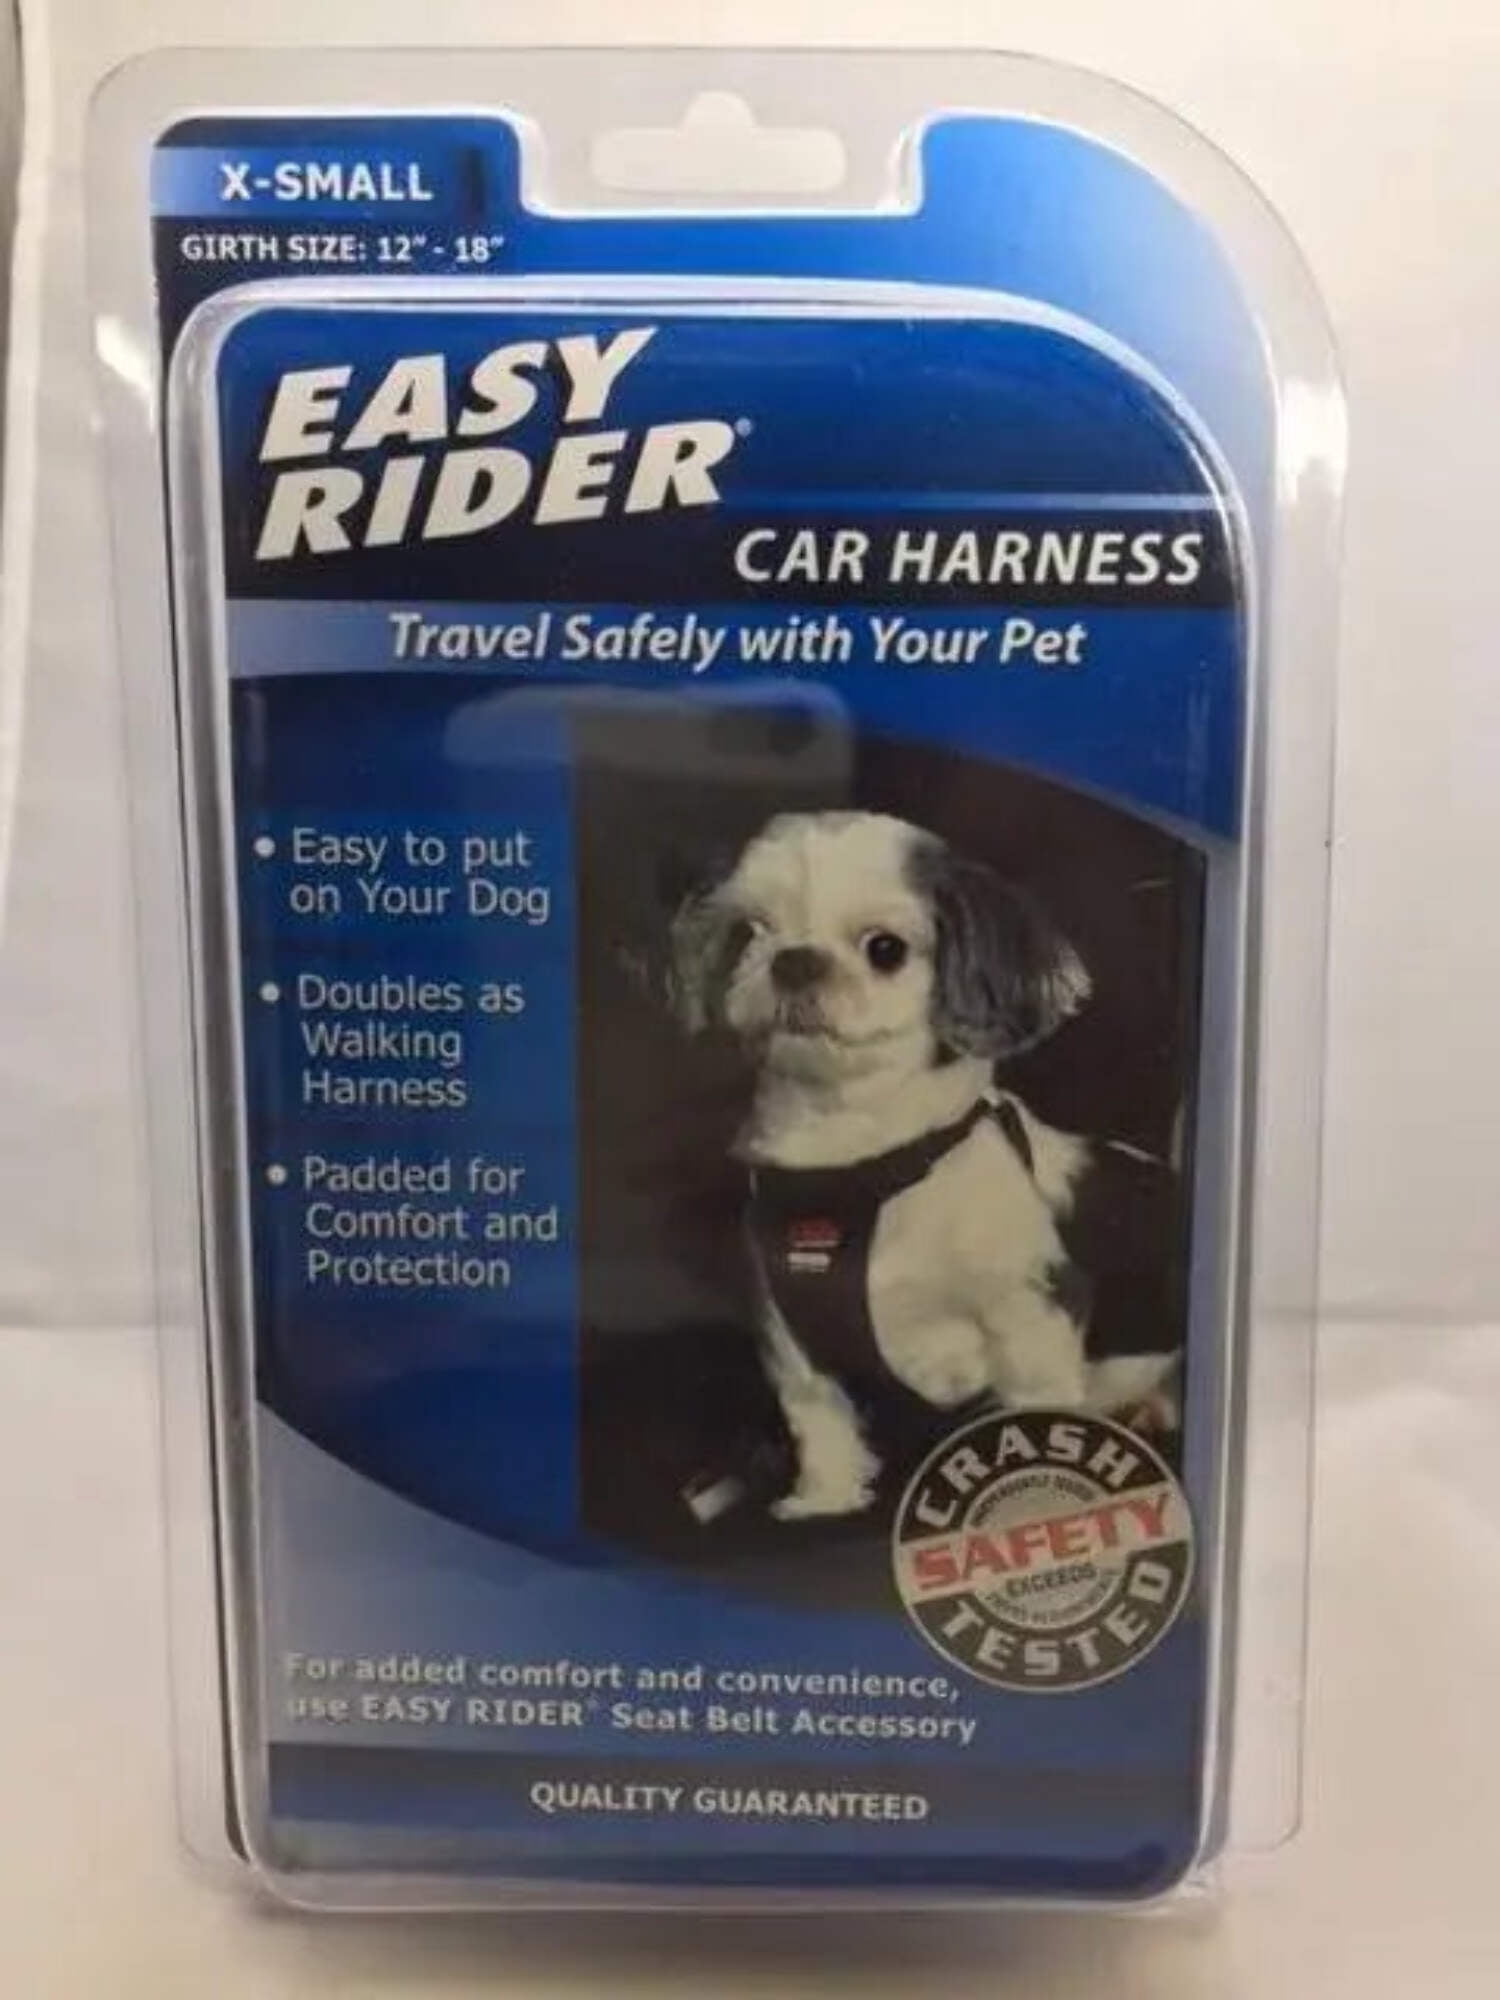 X-SMALL
GIRTH SIZE: 12" - 18"
EASY
RIDER®
CAR HARNESS
Travel Safely with Your Pet
• Easy to put
on Your Dog
• Doubles as
Walking
Harness
• Padded for
Comfort and
Protection
CRASH
SAFETY
EXCEEDS
TESTED
For added comfort and convenience,
use EASY RIDER® Seat Belt Accessory
QUALITY GUARANTEED